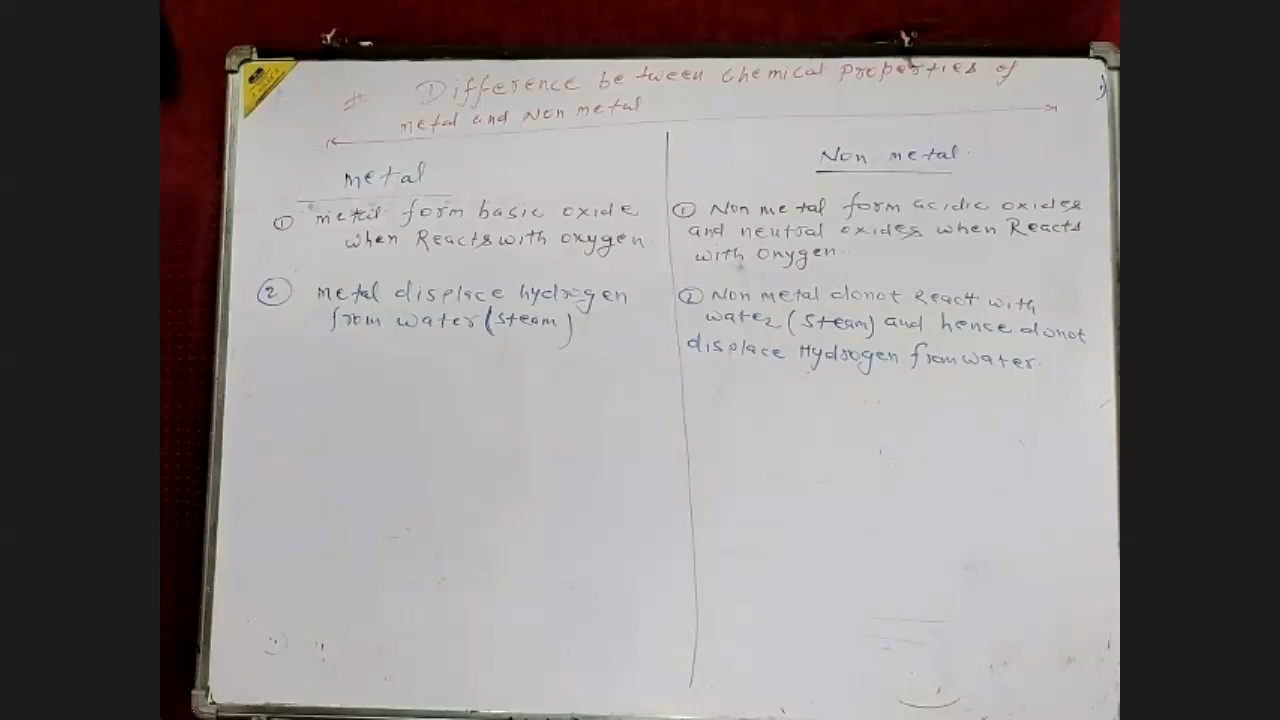 # Difference between Chemical Properties of
metal and Non metal
Metal
① metal form basic oxide
when Reacts with oxygen
② metal displace hydrogen
from water (steam)
Non metal
① Non metal form acidic oxides
and neutral oxides when Reacts
with oxygen
② Non metal donot React with
water (steam) and hence donot
displace Hydrogen from water.